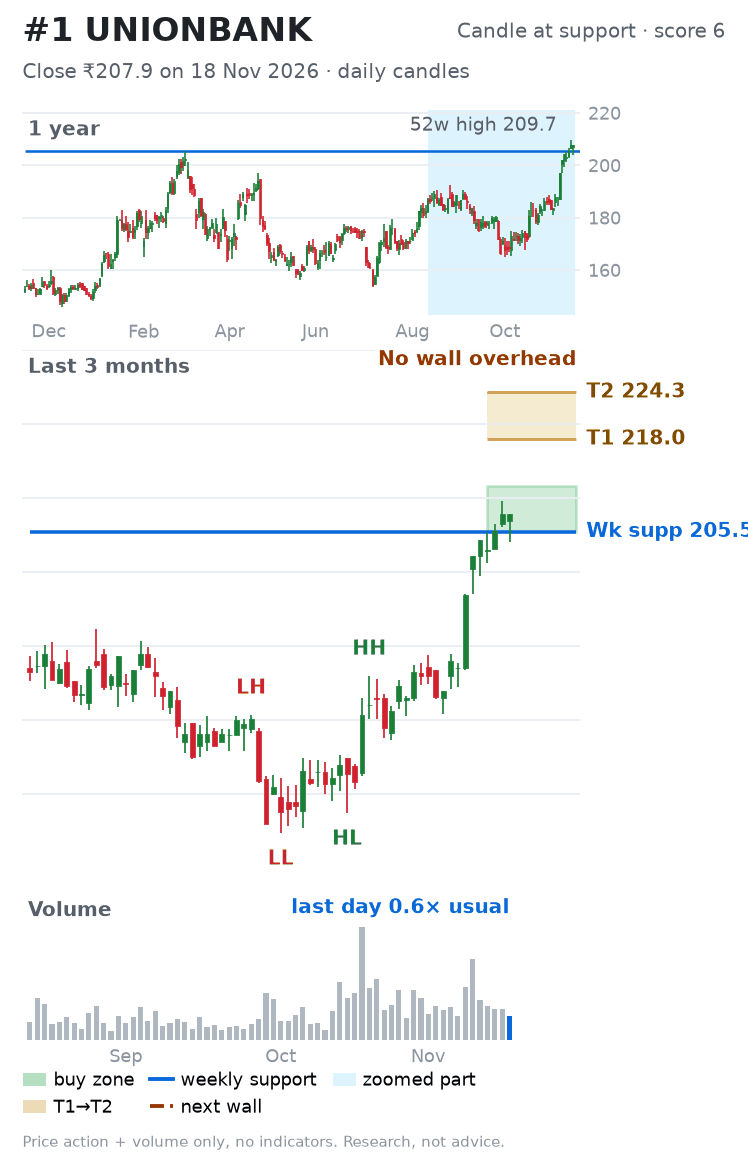 #1 UNIONBANK
Candle at support · score 6
Close ₹207.9 on 18 Nov 2026 · daily candles
1 year
52w high 209.7
220
200
180
160
Dec Feb Apr Jun Aug Oct
Last 3 months
No wall overhead
T2 224.3
T1 218.0
Wk supp 205.5
HH
LH
HL
LL
Volume
last day 0.6× usual
Sep Oct Nov
buy zone weekly support zoomed part
T1→T2 next wall
Price action + volume only, no indicators. Research, not advice.